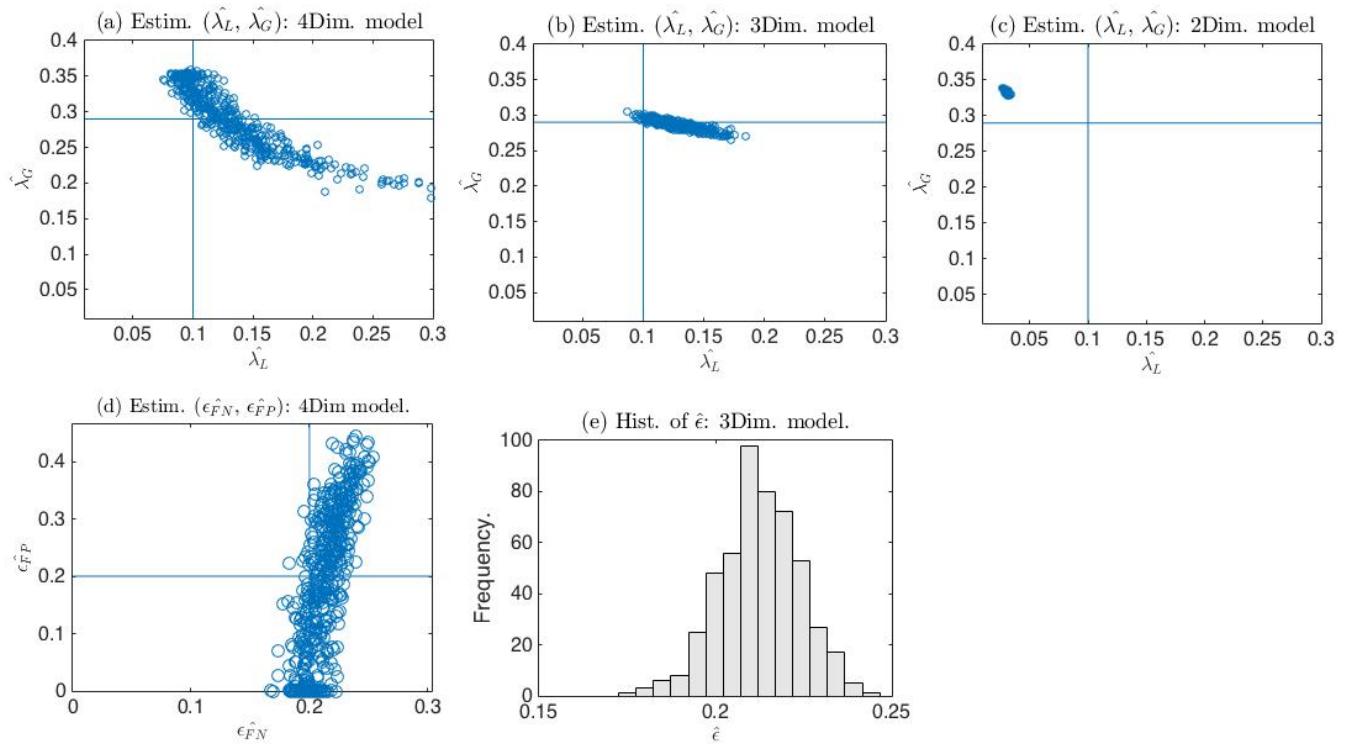 (a) Estim. (λ̂_L, λ̂_G): 4Dim. model
0.4
0.35
0.3
0.25
0.2
0.15
0.1
0.05
λ̂_G
0.05 0.1 0.15 0.2 0.25 0.3
λ̂_L
(b) Estim. (λ̂_L, λ̂_G): 3Dim. model
0.4
0.35
0.3
0.25
0.2
0.15
0.1
0.05
λ̂_G
0.05 0.1 0.15 0.2 0.25 0.3
λ̂_L
(c) Estim. (λ̂_L, λ̂_G): 2Dim. model
0.4
0.35
0.3
0.25
0.2
0.15
0.1
0.05
λ̂_G
0.05 0.1 0.15 0.2 0.25 0.3
λ̂_L
(d) Estim. (ϵ̂_FN, ϵ̂_FP): 4Dim model.
0.4
0.3
0.2
0.1
0
ϵ̂_FP
0 0.1 0.2 0.3
ϵ̂_FN
(e) Hist. of ϵ̂: 3Dim. model.
100
80
60
40
20
0
Frequency.
0.15 0.2 0.25
ϵ̂